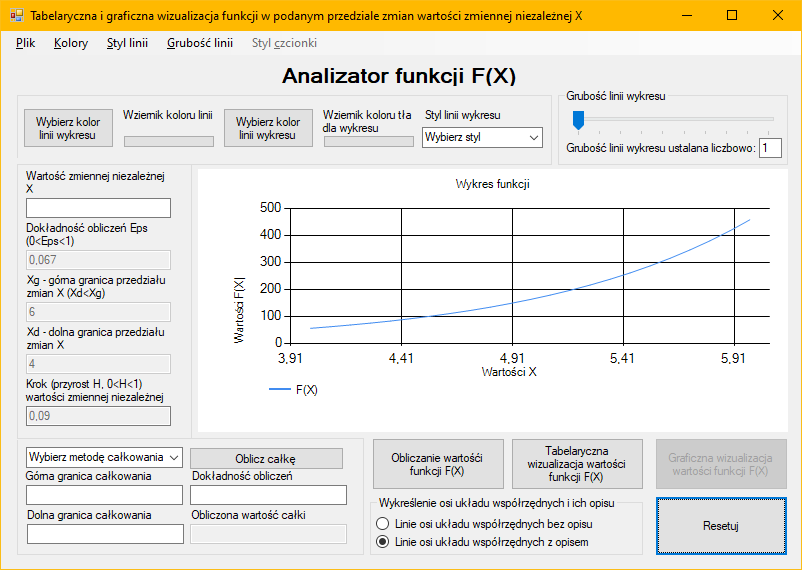 Tabelaryczna i graficzna wizualizacja funkcji w podanym przedziale zmian wartości zmiennej niezależnej X
Plik Kolory Styl linii Grubość linii Styl czcionki
Analizator funkcji F(X)
Wybierz kolor
linii wykresu
Wziernik koloru linii
Wybierz kolor
linii wykresu
Wziernik koloru tła
dla wykresu
Styl linii wykresu
Wybierz styl
Grubość linii wykresu
Grubość linii wykresu ustalana liczbowo: 1
Wartość zmiennej niezależnej
X
Dokładność obliczeń Eps
(0<Eps<1)
0,067
Xg - górna granica przedziału
zmian X (Xd<Xg)
6
Xd - dolna granica przedziału
zmian X
4
Krok (przyrost H, 0<H<1)
wartości zmiennej niezależnej
0,09
Wykres funkcji
Wartości F(X)
500
400
300
200
100
0
3,91 4,41 4,91 5,41 5,91
Wartości X
F(X)
Wybierz metodę całkowania
Oblicz całkę
Górna granica całkowania
Dokładność obliczeń
Dolna granica całkowania
Obliczona wartość całki
Obliczanie wartośći
funkcji F(X)
Tabelaryczna
wizualizacja wartości
funkcji F(X)
Graficzna wizualizacja
wartości funkcji F(X)
Wykreślenie osi układu współrzędnych i ich opisu
Linie osi układu współrzędnych bez opisu
Linie osi układu współrzędnych z opisem
Resetuj